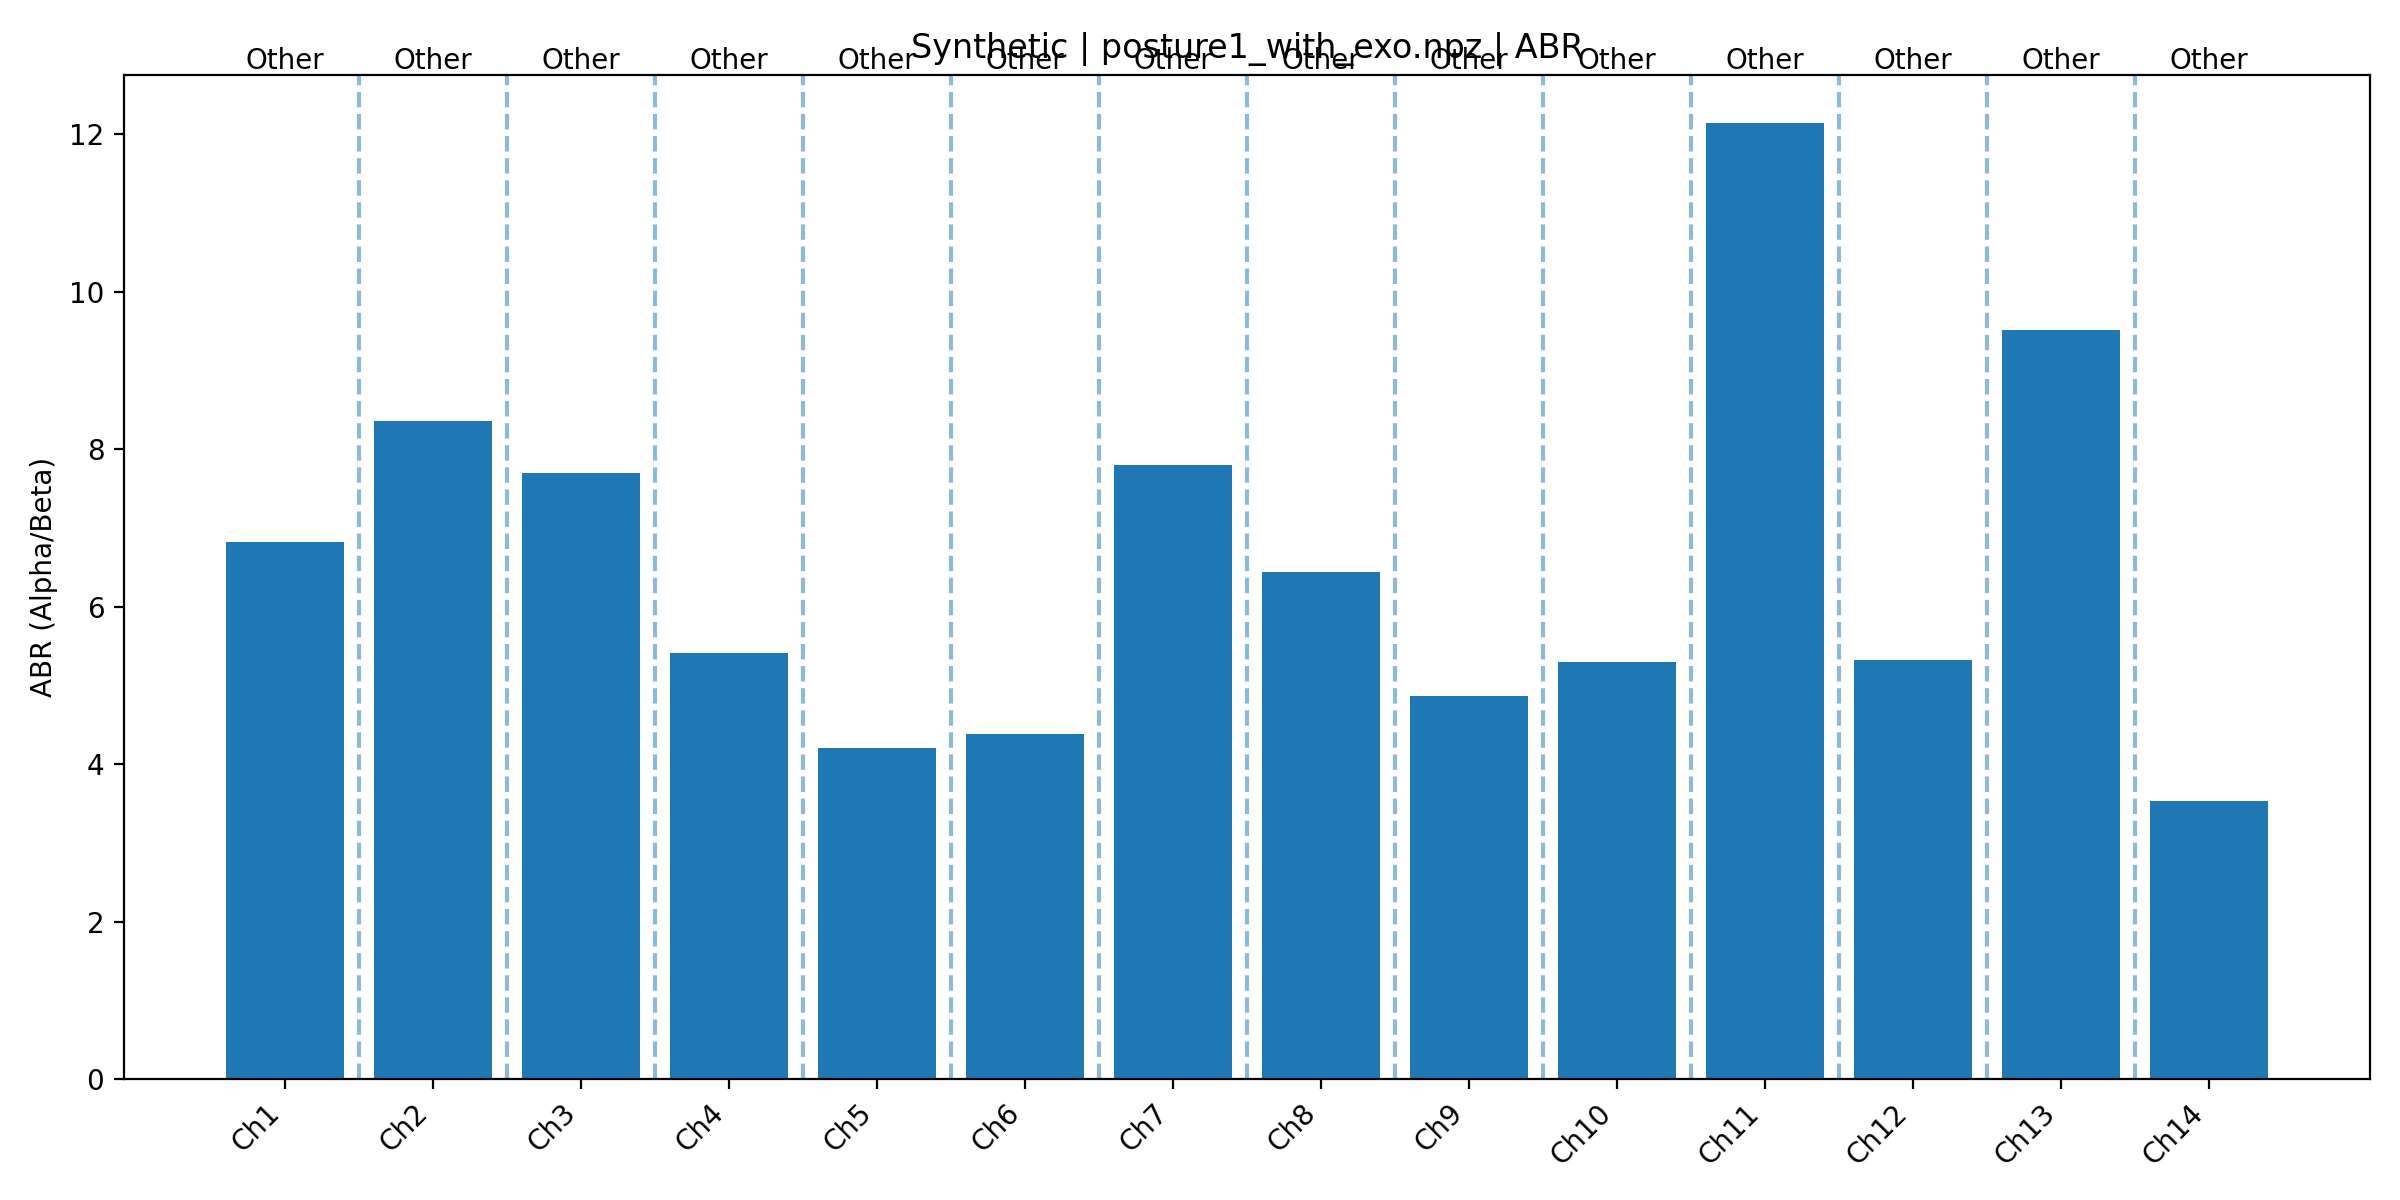 Synthetic | posture1_with_exo.npz | ABR
Other Other Other Other Other Other Other Other Other Other Other Other Other Other
ABR (Alpha/Beta)
12
10
8
6
4
2
0
Ch1 Ch2 Ch3 Ch4 Ch5 Ch6 Ch7 Ch8 Ch9 Ch10 Ch11 Ch12 Ch13 Ch14